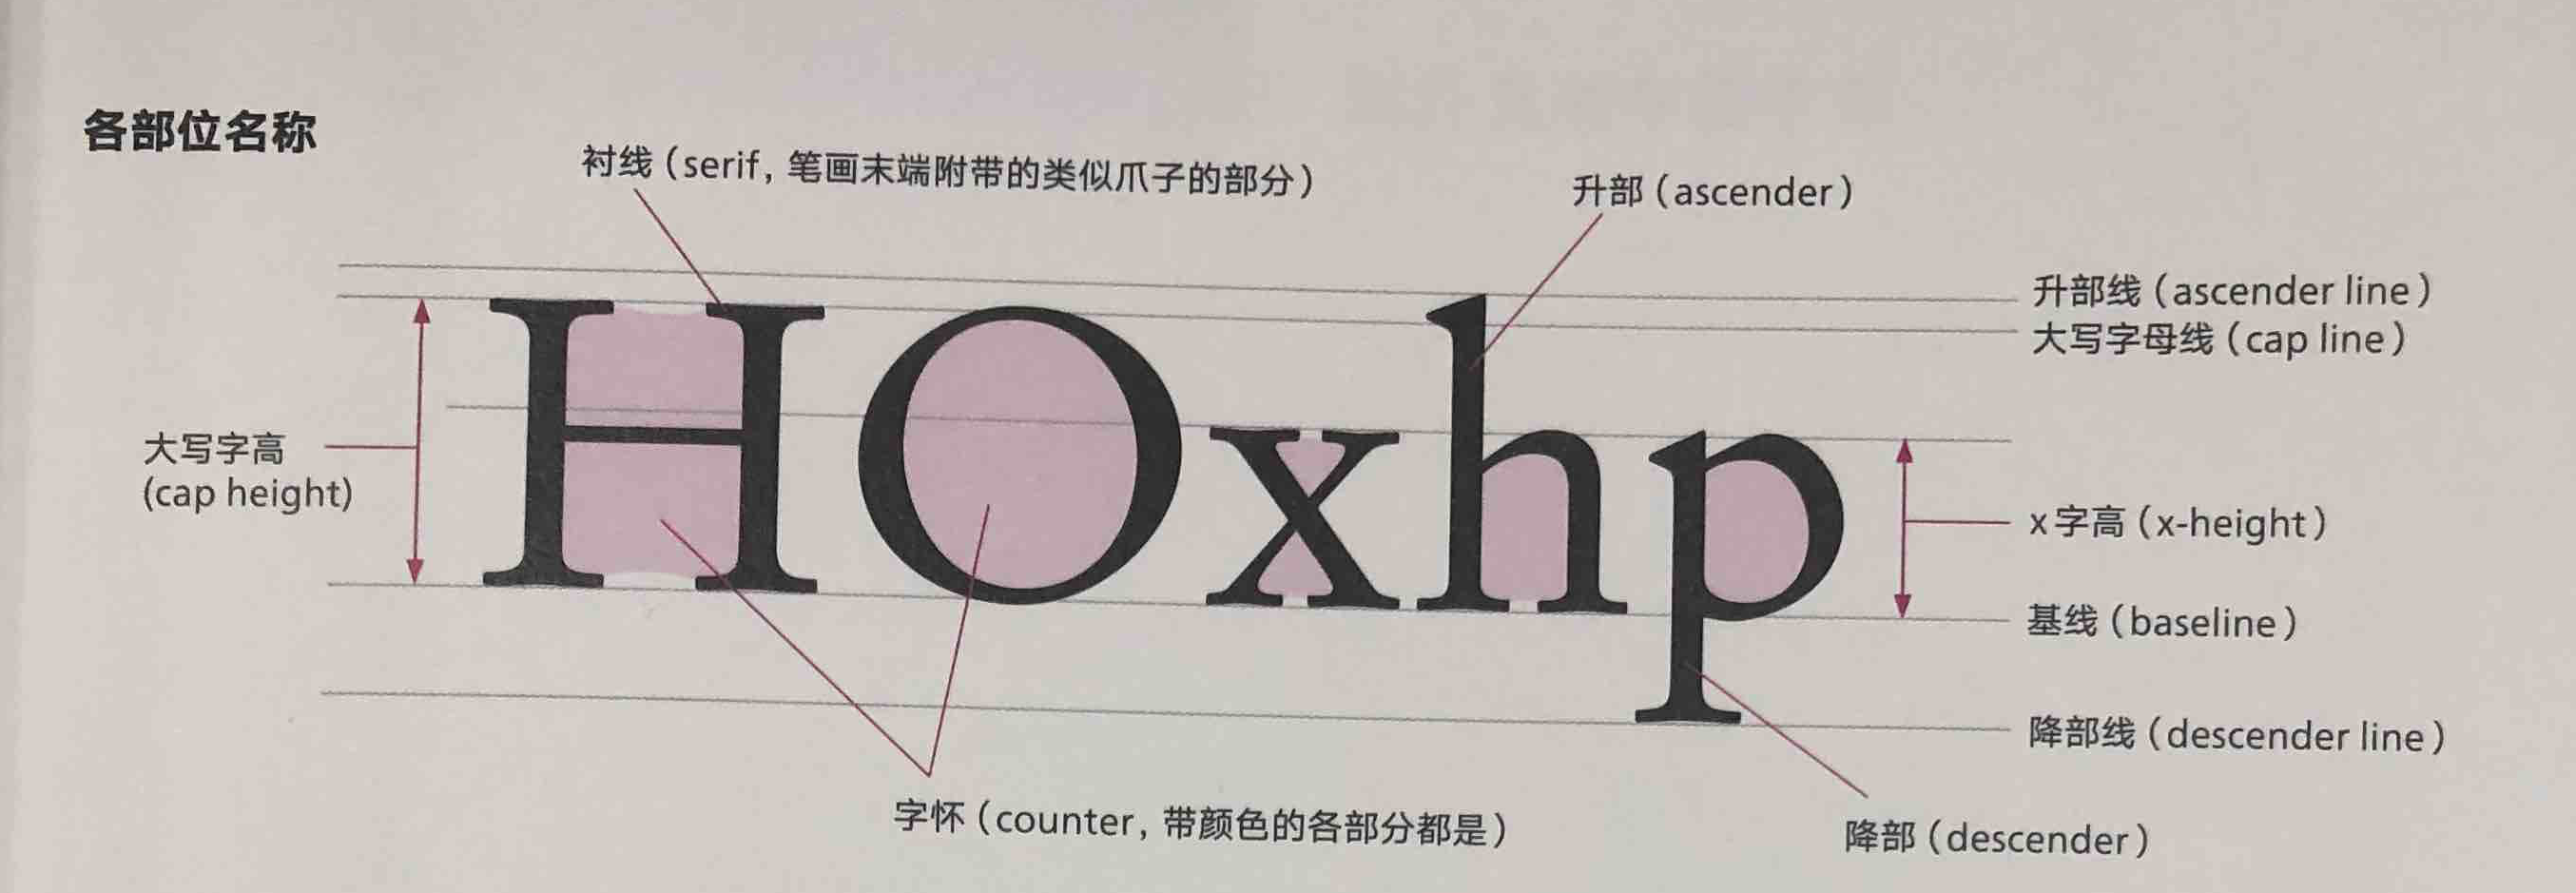 各部位名称
衬线（serif, 笔画末端附带的类似爪子的部分）
升部（ascender）
升部线（ascender line）
大写字母线（cap line）
大写字高
(cap height)
HOxhp
x字高（x-height）
基线（baseline）
降部线（descender line）
字怀（counter, 带颜色的各部分都是）
降部（descender）